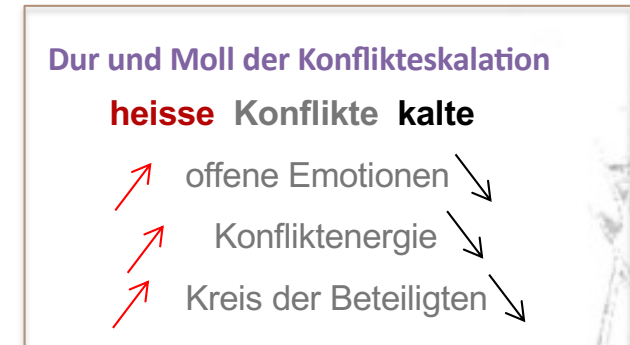 Dur und Moll der Konflikteskalation
heisse Konflikte kalte
offene Emotionen
Konfliktenergie
Kreis der Beteiligten